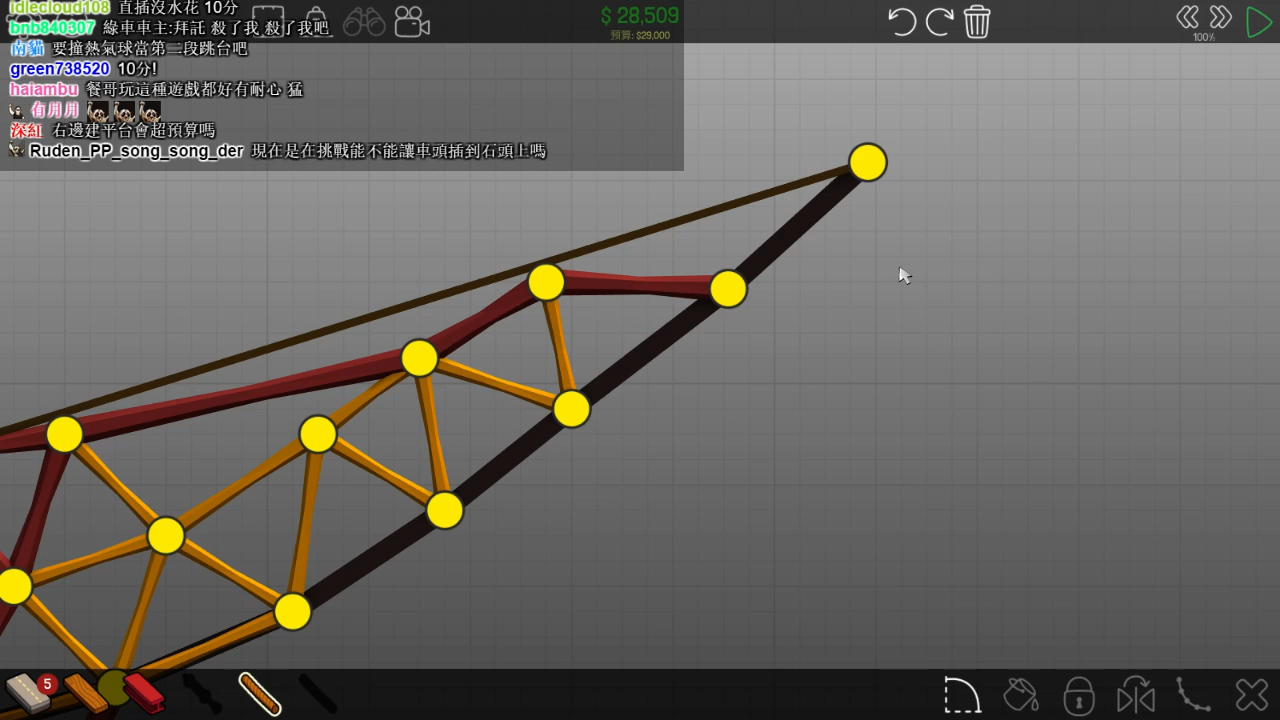 idlecloud108 直插沒水花 10分
bnb840307 綠車車主:拜託 殺了我 殺了我吧
南貓 要撞熱氣球當第二段跳台吧
green738520 10分!
haiambu 餐哥玩這種遊戲都好有耐心 猛
有月月
深紅 右邊建平台會超預算嗎
Ruden_PP_song_song_der 現在是在挑戰能不能讓車頭插到石頭上嗎
$ 28,509
預算: $29,000
100%
5